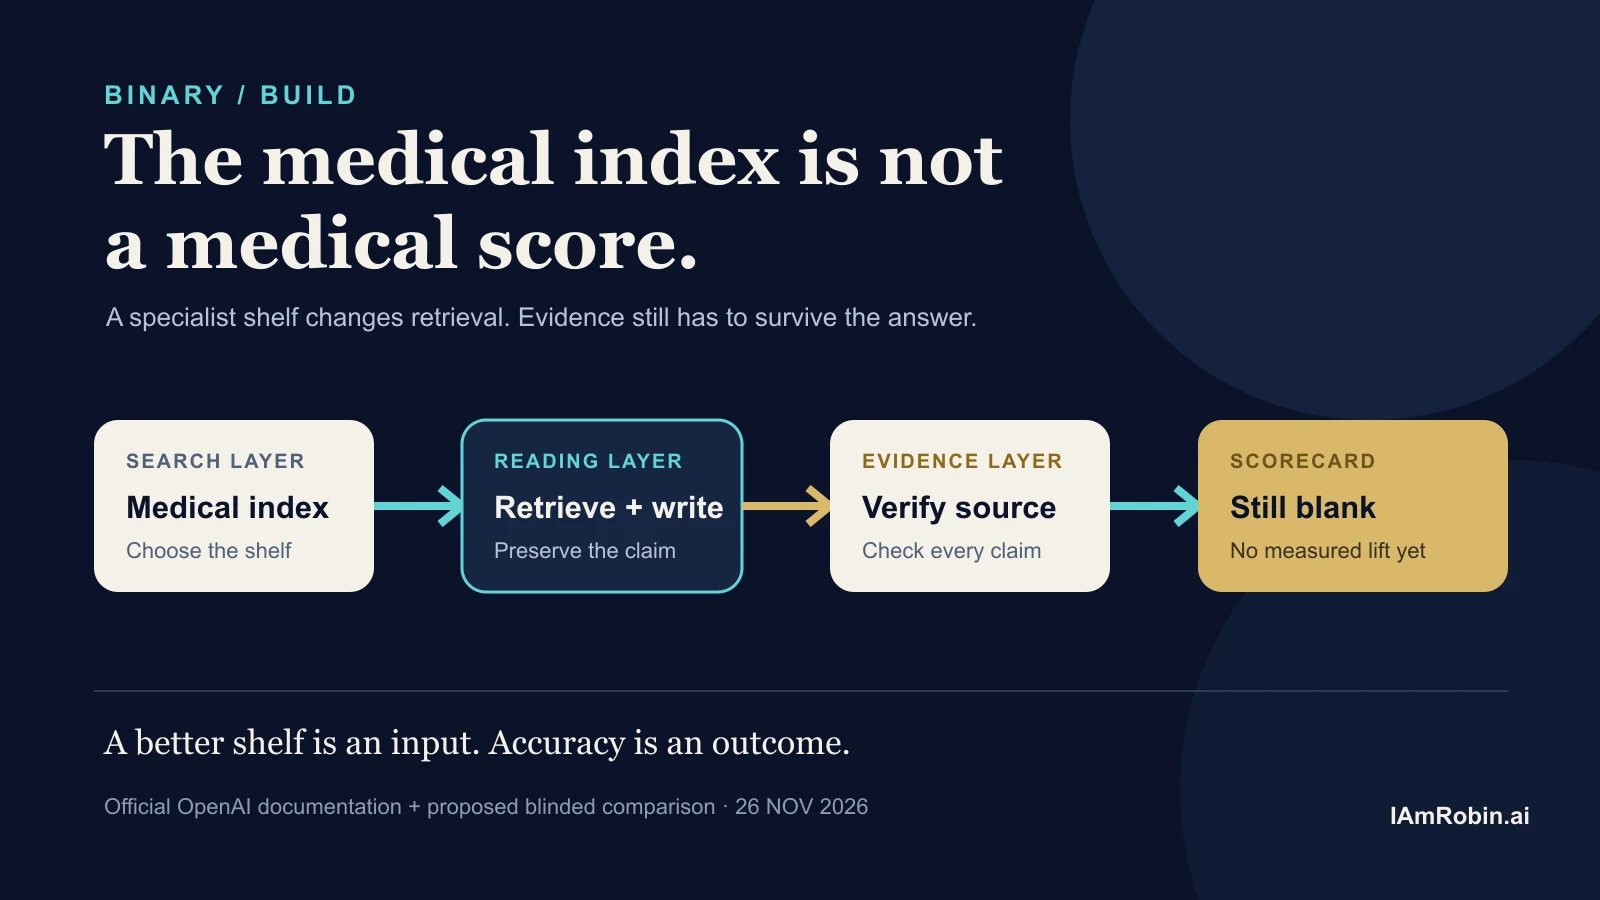 BINARY / BUILD
The medical index is not
a medical score.
A specialist shelf changes retrieval. Evidence still has to survive the answer.
SEARCH LAYER
Medical index
Choose the shelf
READING LAYER
Retrieve + write
Preserve the claim
EVIDENCE LAYER
Verify source
Check every claim
SCORECARD
Still blank
No measured lift yet
A better shelf is an input. Accuracy is an outcome.
Official OpenAI documentation + proposed blinded comparison · 26 NOV 2026
IAmRobin.ai